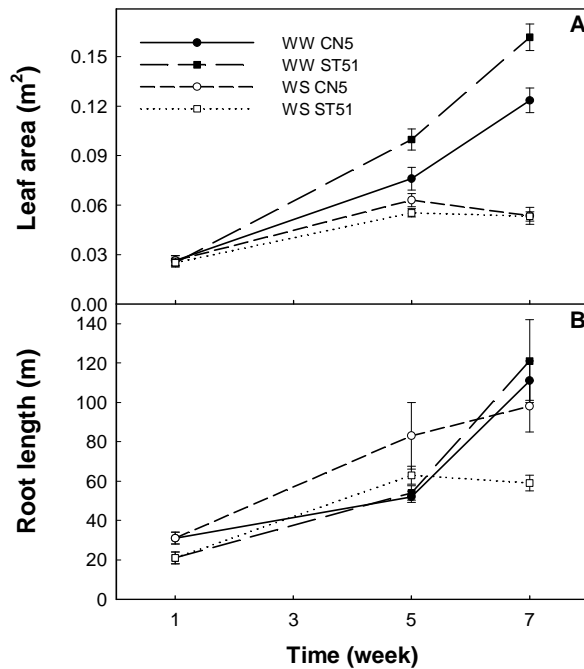 A
0.15
WW CN5
WW ST51
WS CN5
WS ST51
0.12
0.09
0.06
0.03
0.00
Leaf area (m²)
B
140
120
100
80
60
40
20
0
Root length (m)
1 3 5 7
Time (week)